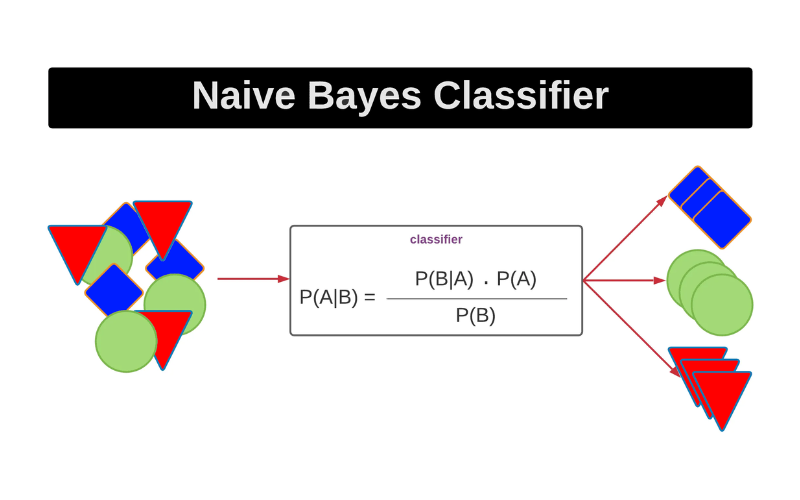 Naive Bayes Classifier
classifier
P(B|A) . P(A)
P(A|B) =
P(B)